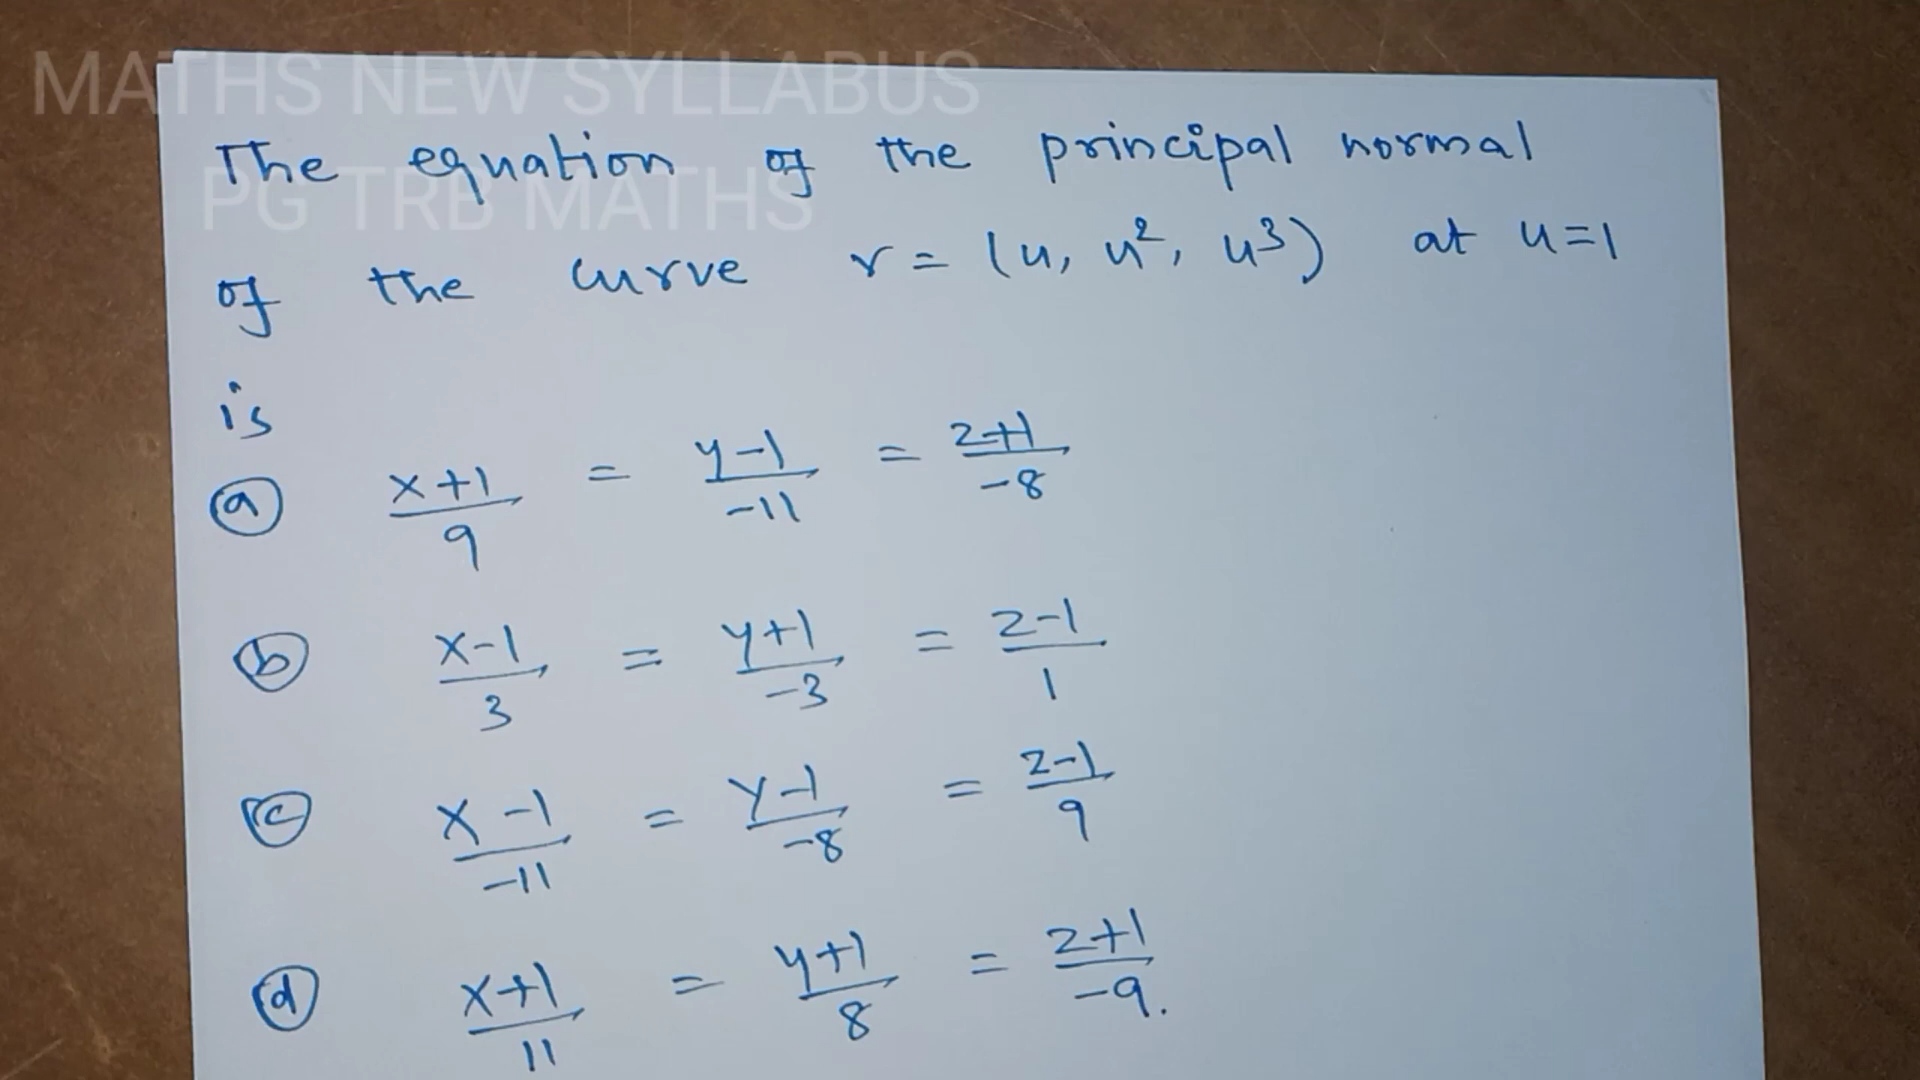 MATHS NEW SYLLABUS
The equation of the principal normal
PG TRB MATHS
of the curve r = (u, u², u³) at u=1
is
ⓐ (x+1)/9 = (y-1)/-11 = (z+1)/-8
ⓑ (x-1)/3 = (y+1)/-3 = (z-1)/1
ⓒ (x-1)/-11 = (y-1)/-8 = (z-1)/9
ⓓ (x+1)/11 = (y+1)/8 = (z+1)/-9.